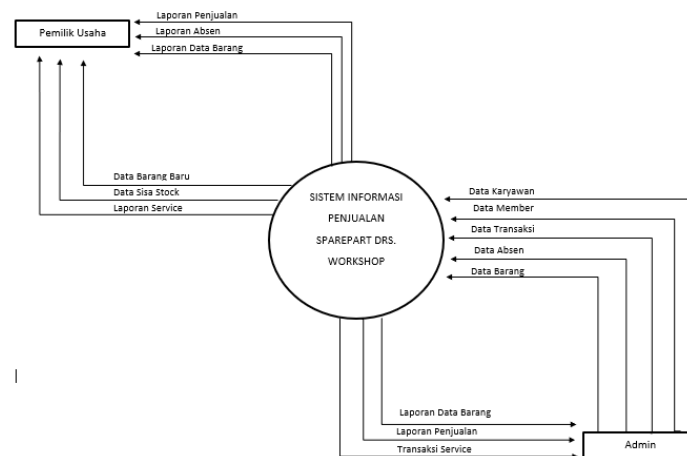 Laporan Penjualan
Pemilik Usaha
Laporan Absen
Laporan Data Barang
Data Barang Baru
Data Sisa Stock
Laporan Service
SISTEM INFORMASI
PENJUALAN
SPAREPART DRS.
WORKSHOP
Data Karyawan
Data Member
Data Transaksi
Data Absen
Data Barang
Laporan Data Barang
Laporan Penjualan
Transaksi Service
Admin